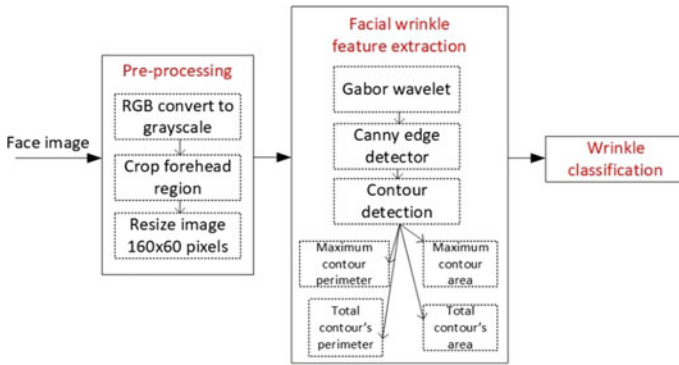 Face image
Pre-processing
RGB convert to
grayscale
Crop forehead
region
Resize image
160x60 pixels
Facial wrinkle
feature extraction
Gabor wavelet
Canny edge
detector
Contour
detection
Maximum
contour
perimeter
Maximum
contour
area
Total
contour's
perimeter
Total
contour's
area
Wrinkle
classification